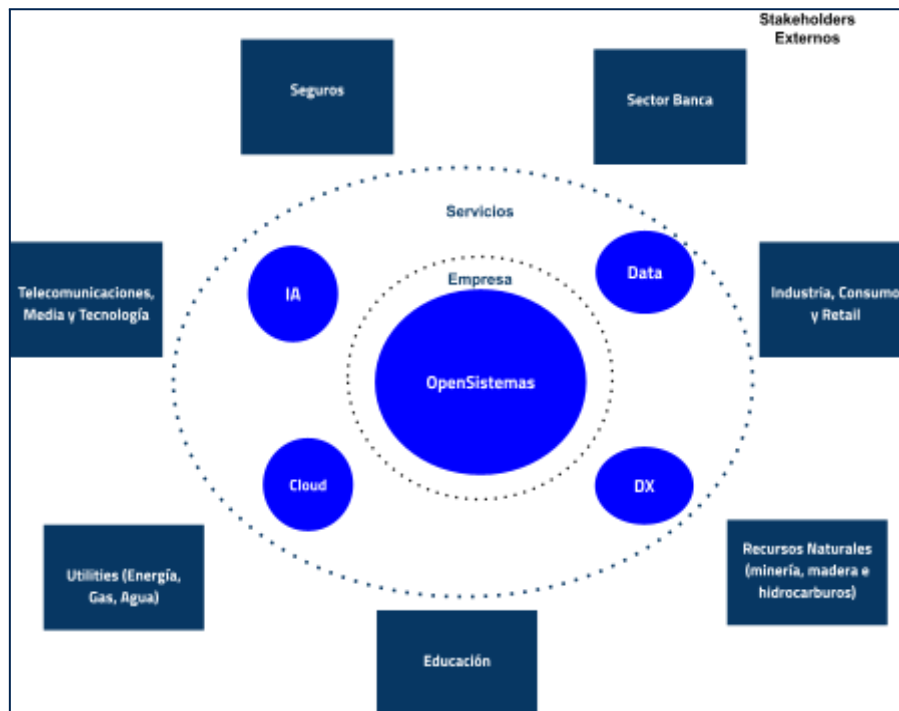 Stakeholders
Externos
Seguros
Sector Banca
Servicios
Empresa
IA
Data
Telecomunicaciones,
Media y Tecnología
Industria, Consumo
y Retail
OpenSistemas
Cloud
DX
Utilities (Energía,
Gas, Agua)
Recursos Naturales
(minería, madera e
hidrocarburos)
Educación